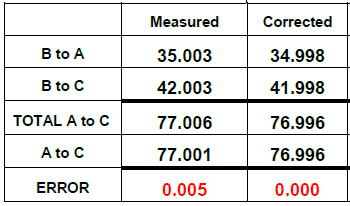 Measured Corrected
B to A 35.003 34.998
B to C 42.003 41.998
TOTAL A to C 77.006 76.996
A to C 77.001 76.996
ERROR 0.005 0.000